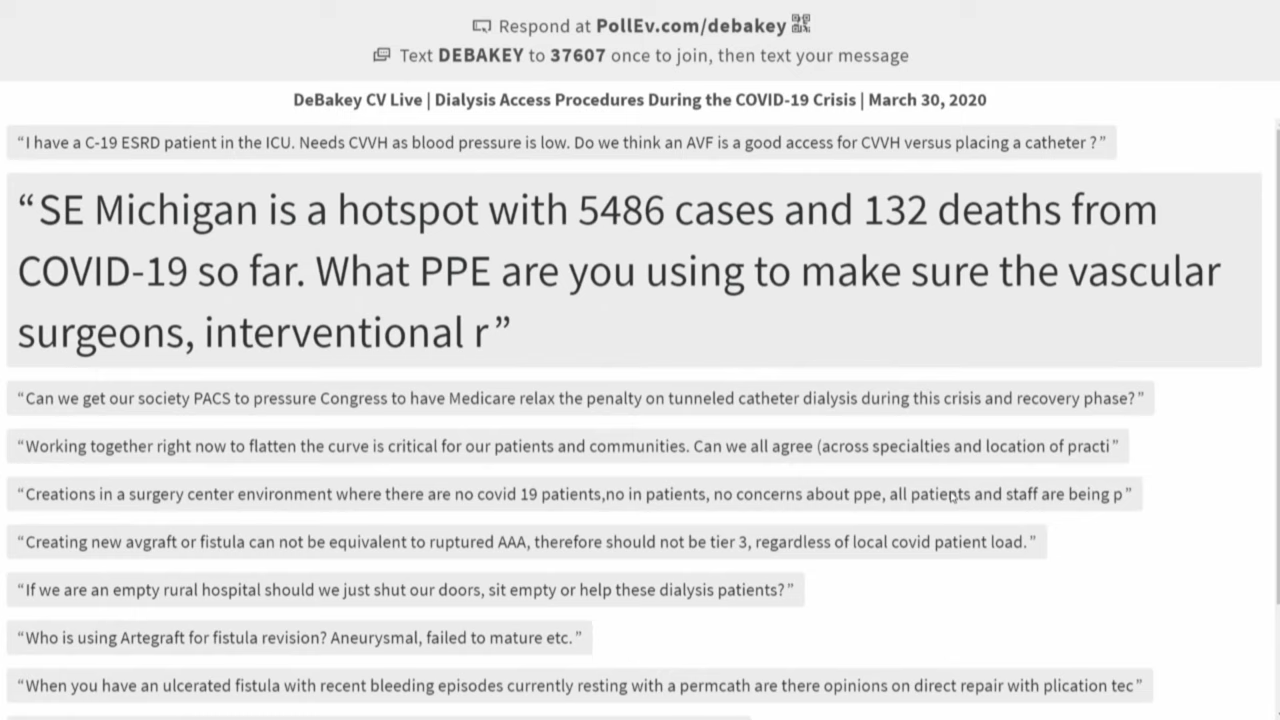 Respond at PollEv.com/debakey
Text DEBAKEY to 37607 once to join, then text your message
DeBakey CV Live | Dialysis Access Procedures During the COVID-19 Crisis | March 30, 2020
“I have a C-19 ESRD patient in the ICU. Needs CVVH as blood pressure is low. Do we think an AVF is a good access for CVVH versus placing a catheter ?”
“SE Michigan is a hotspot with 5486 cases and 132 deaths from
COVID-19 so far. What PPE are you using to make sure the vascular
surgeons, interventional r”
“Can we get our society PACS to pressure Congress to have Medicare relax the penalty on tunneled catheter dialysis during this crisis and recovery phase?”
“Working together right now to flatten the curve is critical for our patients and communities. Can we all agree (across specialties and location of practi”
“Creations in a surgery center environment where there are no covid 19 patients,no in patients, no concerns about ppe, all patients and staff are being p”
“Creating new avgraft or fistula can not be equivalent to ruptured AAA, therefore should not be tier 3, regardless of local covid patient load.”
“If we are an empty rural hospital should we just shut our doors, sit empty or help these dialysis patients?”
“Who is using Artegraft for fistula revision? Aneurysmal, failed to mature etc.”
“When you have an ulcerated fistula with recent bleeding episodes currently resting with a permcath are there opinions on direct repair with plication tec”